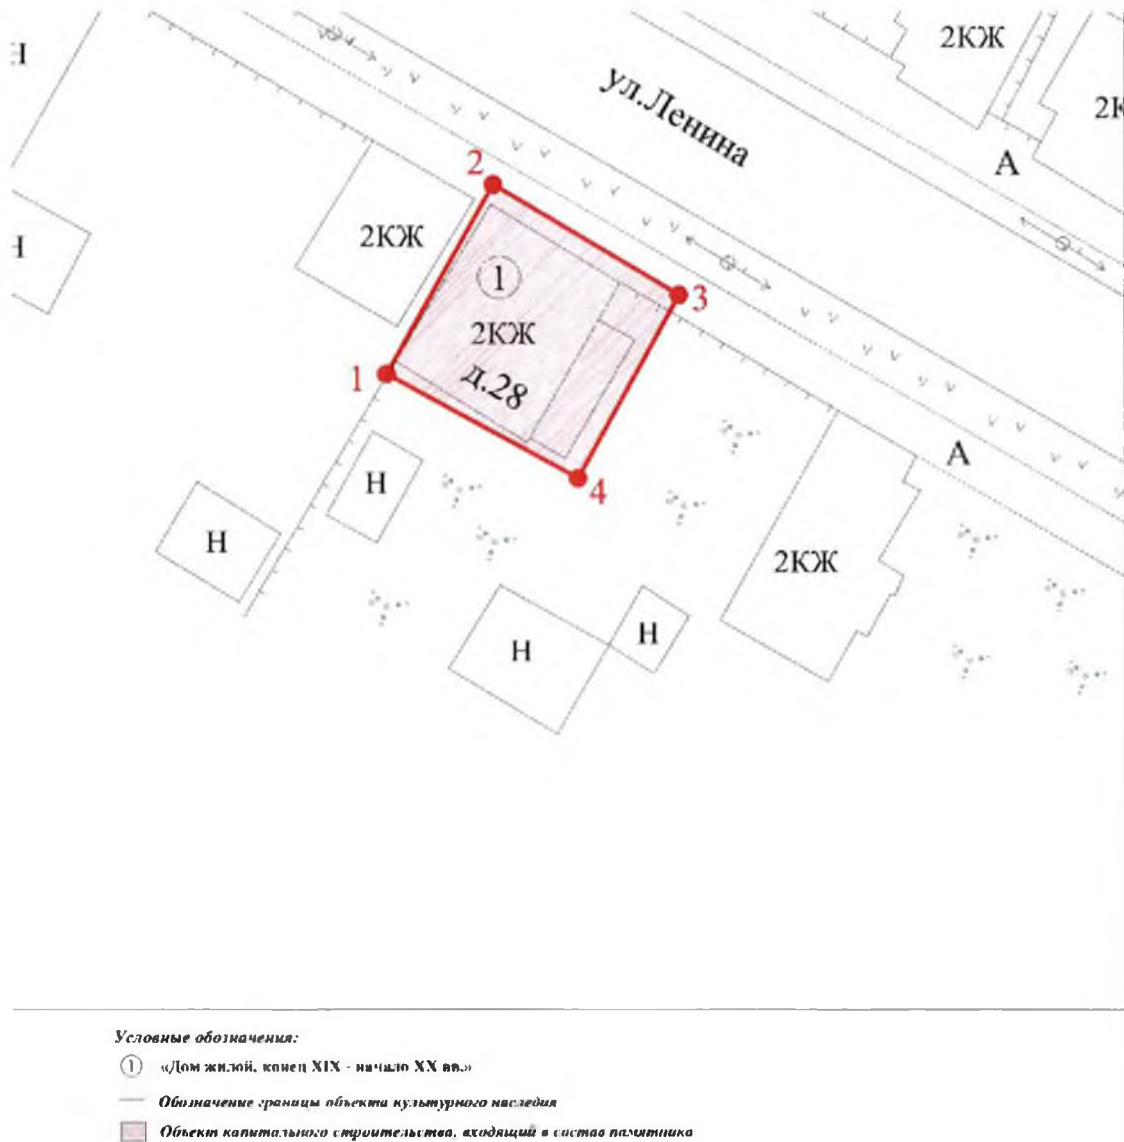 Н
2КЖ
2К
ул.Ленина
А
2
2КЖ
Н
1
3
2КЖ
д.28
1
4
А
Н
Н
2КЖ
Н
Н
Условные обозначения:
1 «Дом жилой, конец XIX - начало XX вв.»
Обозначение границы объекта культурного наследия
Объект капитального строительства, входящий в состав памятника